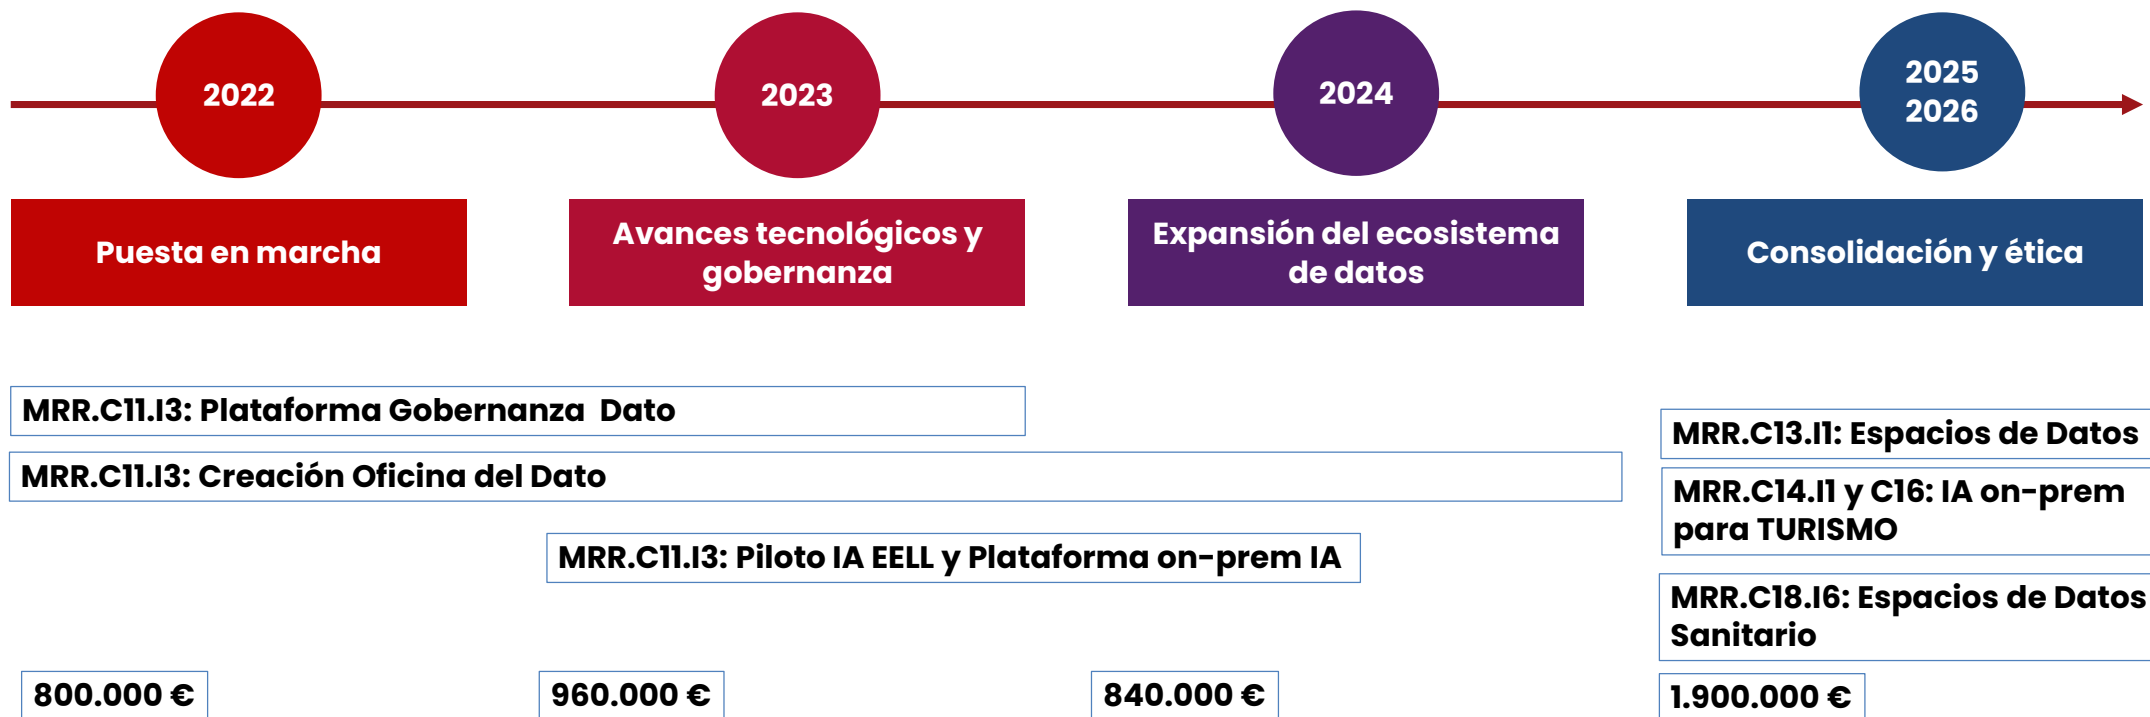 2022
2023
2024
2025
2026
Puesta en marcha
Avances tecnológicos y
gobernanza
Expansión del ecosistema
de datos
Consolidación y ética
MRR.C11.I3: Plataforma Gobernanza  Dato
MRR.C11.I3: Creación Oficina del Dato
MRR.C11.I3: Piloto IA EELL y Plataforma on-prem IA
MRR.C13.I1: Espacios de Datos
MRR.C14.I1 y C16: IA on-prem
para TURISMO
MRR.C18.I6: Espacios de Datos
Sanitario
800.000 €
960.000 €
840.000 €
1.900.000 €